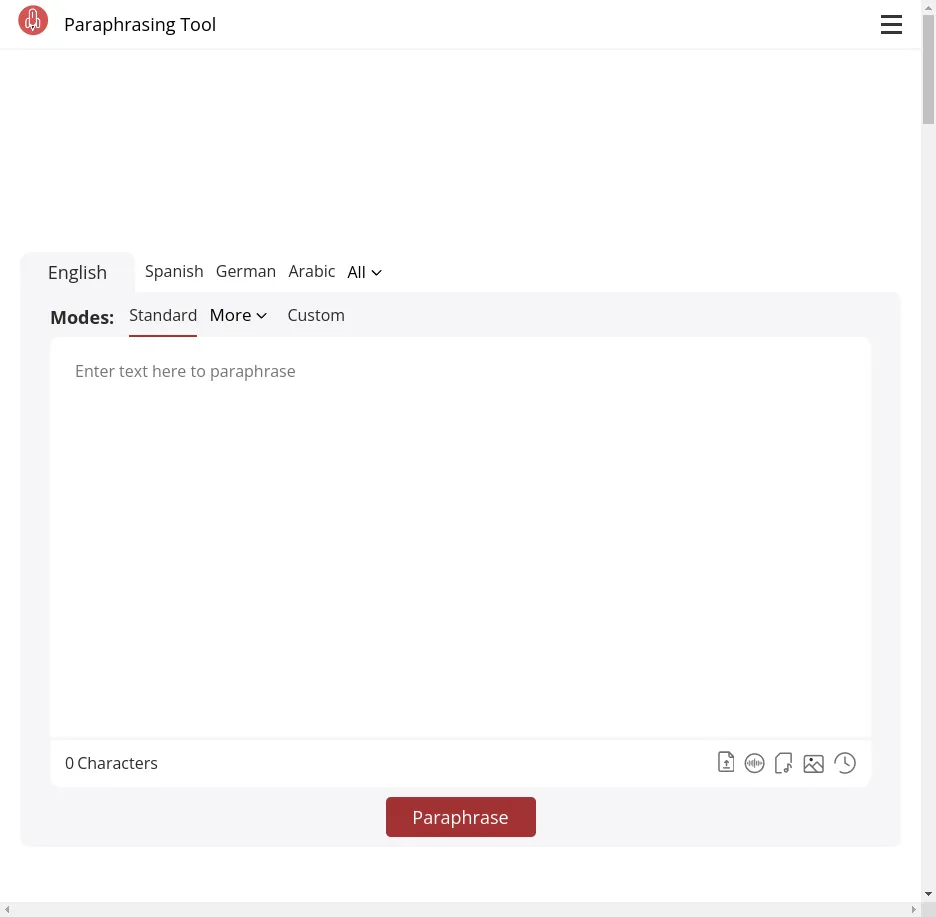 Paraphrasing Tool
English Spanish German Arabic All
Modes: Standard More Custom
Enter text here to paraphrase
0 Characters
Paraphrase